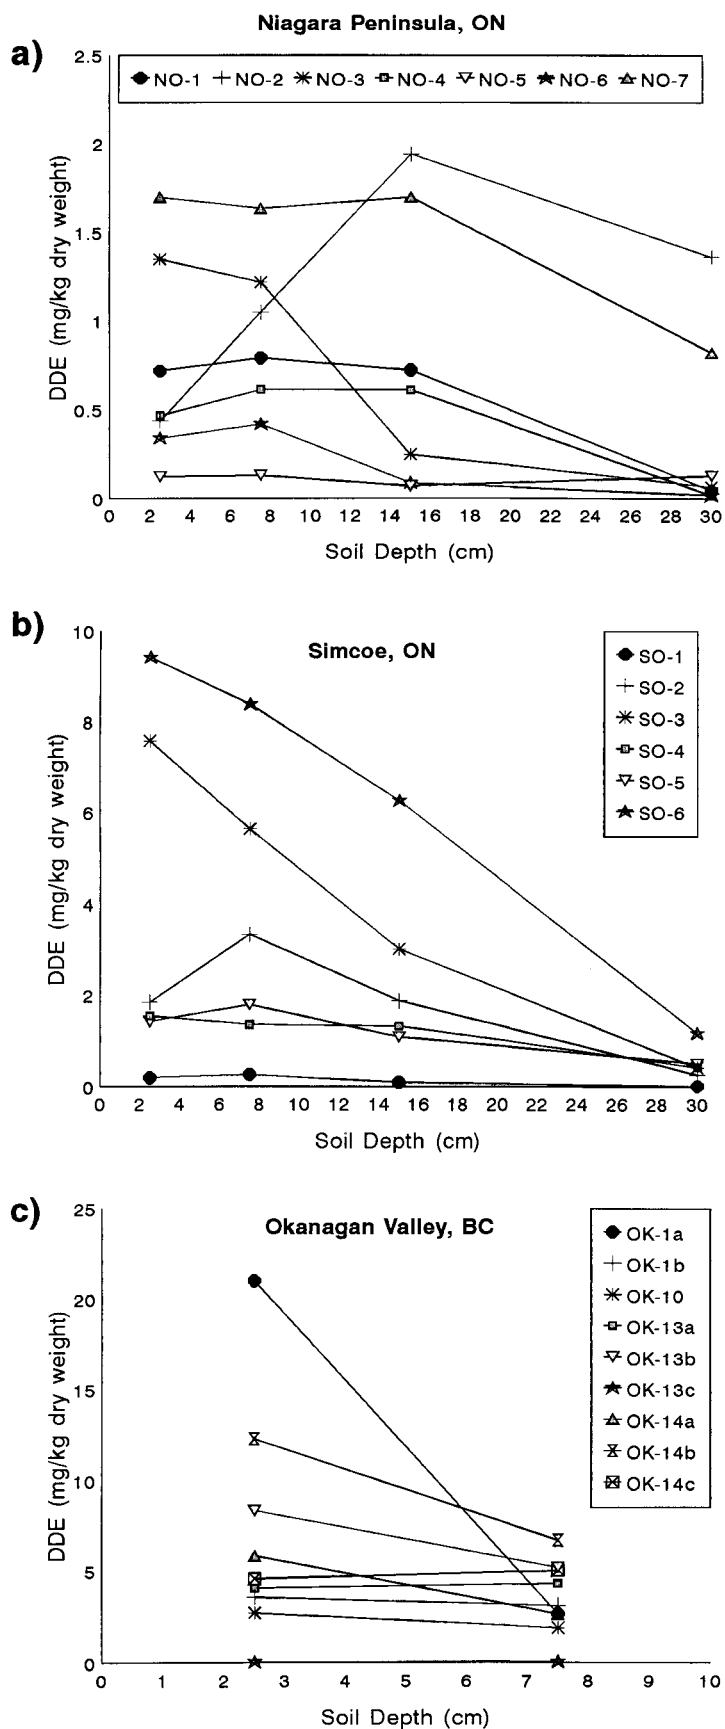 Niagara Peninsula, ON
a)
NO-1 NO-2 NO-3 NO-4 NO-5 NO-6 NO-7
DDE (mg/kg dry weight)
2.5
2
1.5
1
0.5
0
0 2 4 6 8 10 12 14 16 18 20 22 24 26 28 30
Soil Depth (cm)
b)
Simcoe, ON
SO-1
SO-2
SO-3
SO-4
SO-5
SO-6
DDE (mg/kg dry weight)
10
8
6
4
2
0
0 2 4 6 8 10 12 14 16 18 20 22 24 26 28 30
Soil Depth (cm)
c)
Okanagan Valley, BC
OK-1a
OK-1b
OK-10
OK-13a
OK-13b
OK-13c
OK-14a
OK-14b
OK-14c
DDE (mg/kg dry weight)
25
20
15
10
5
0
0 1 2 3 4 5 6 7 8 9 10
Soil Depth (cm)